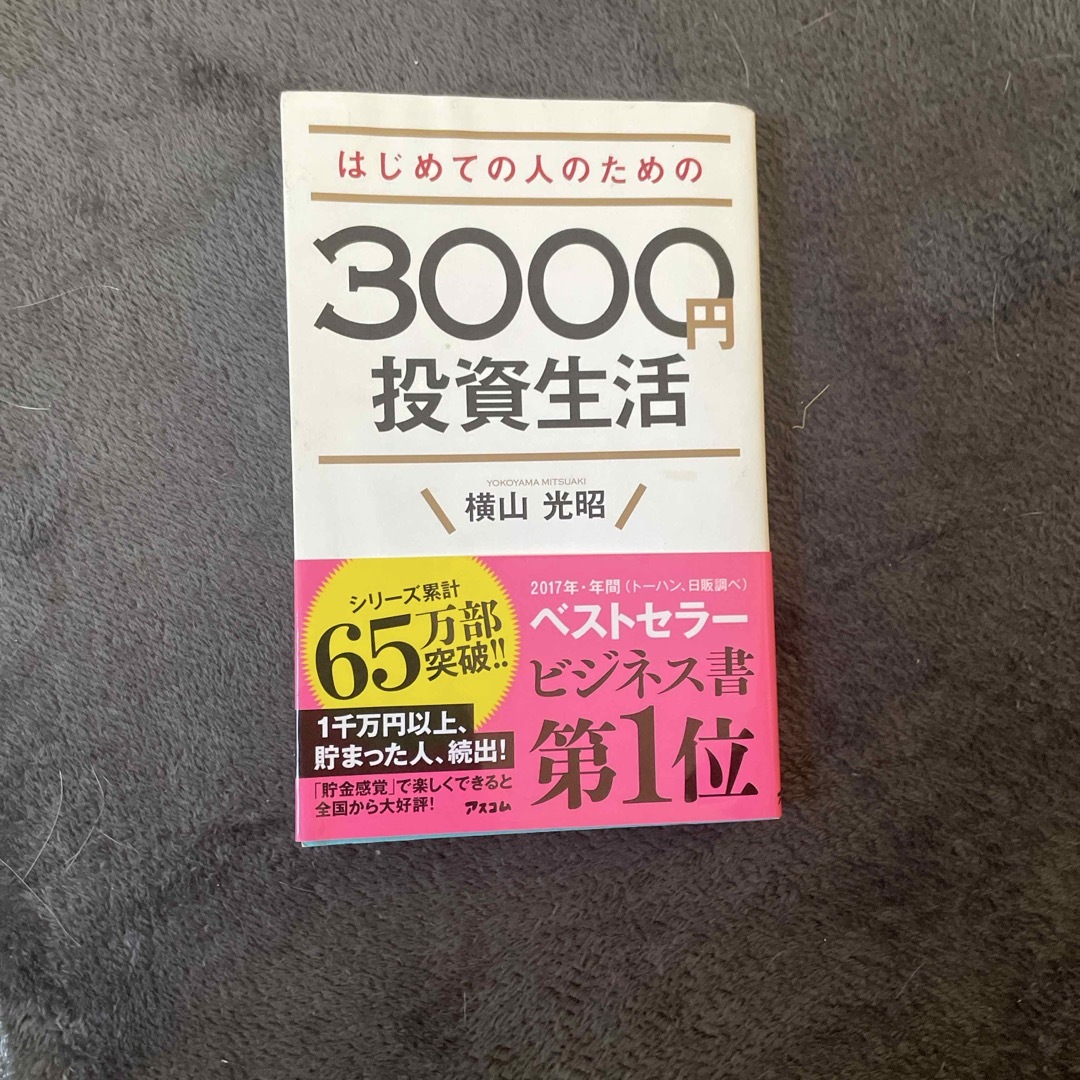 はじめての人のための
3000円
投資生活
YOKOYAMA MITSUAKI
横山 光昭
シリーズ累計
65万部
突破!!
1千万円以上、
貯まった人、続出!
「貯金感覚」で楽しくできると
全国から大好評!
アスコム
2017年・年間(トーハン、日販調べ)
ベストセラー
ビジネス書
第1位